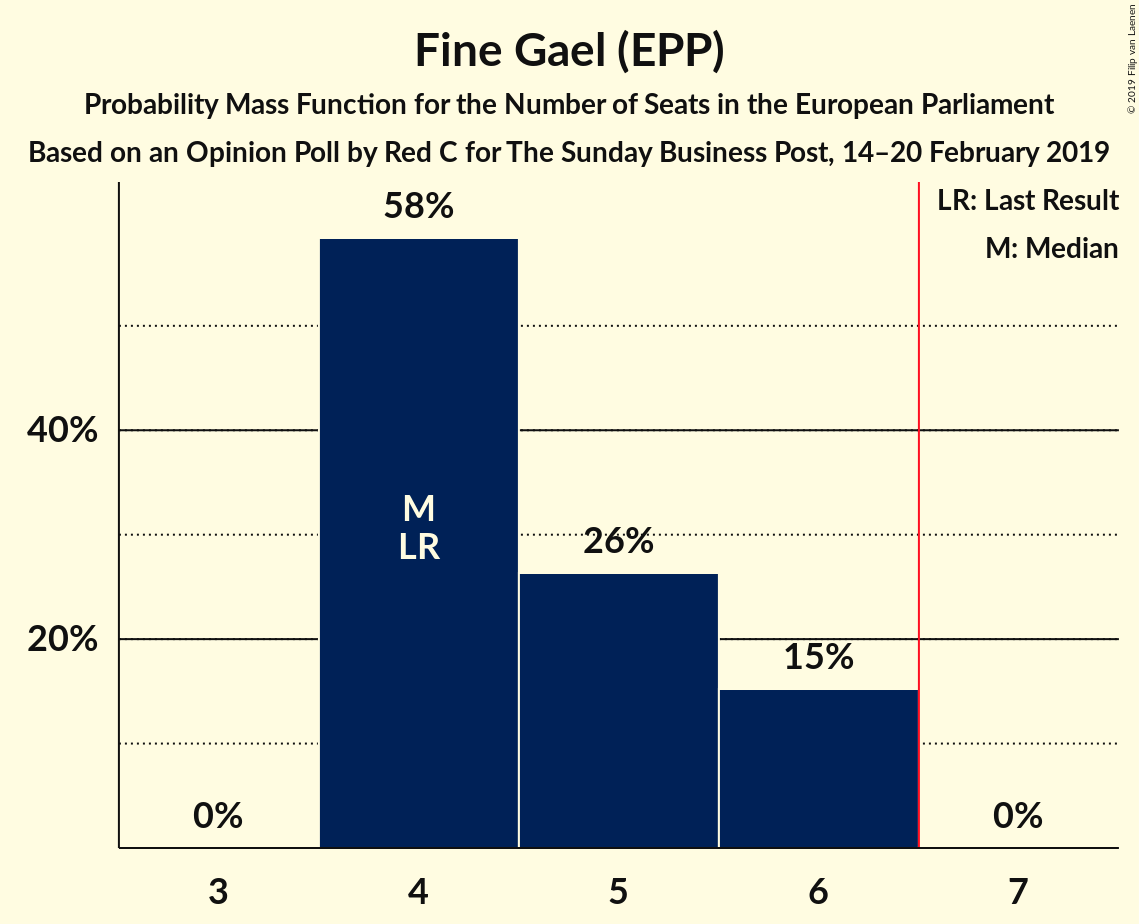 Fine Gael (EPP)
Probability Mass Function for the Number of Seats in the European Parliament
Based on an Opinion Poll by Red C for The Sunday Business Post, 14–20 February 2019
© 2019 Filip van Laenen
LR: Last Result
M: Median
58%
40%
M
LR
26%
20%
15%
0%
0%
3
4
5
6
7